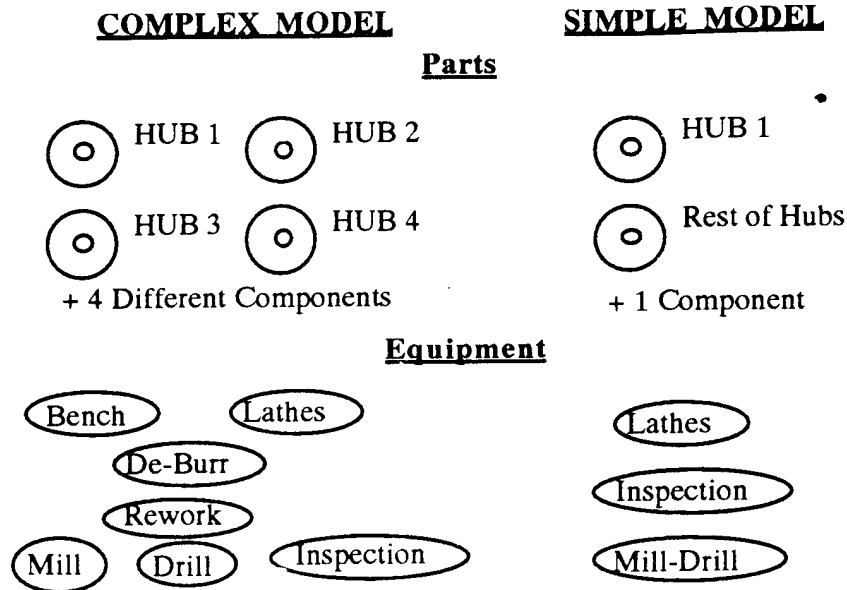 COMPLEX MODEL SIMPLE MODEL
Parts
HUB 1 HUB 2 HUB 1
HUB 3 HUB 4 Rest of Hubs
+ 4 Different Components + 1 Component
Equipment
Bench Lathes Lathes
De-Burr
Inspection
Rework
Mill Drill Inspection Mill-Drill